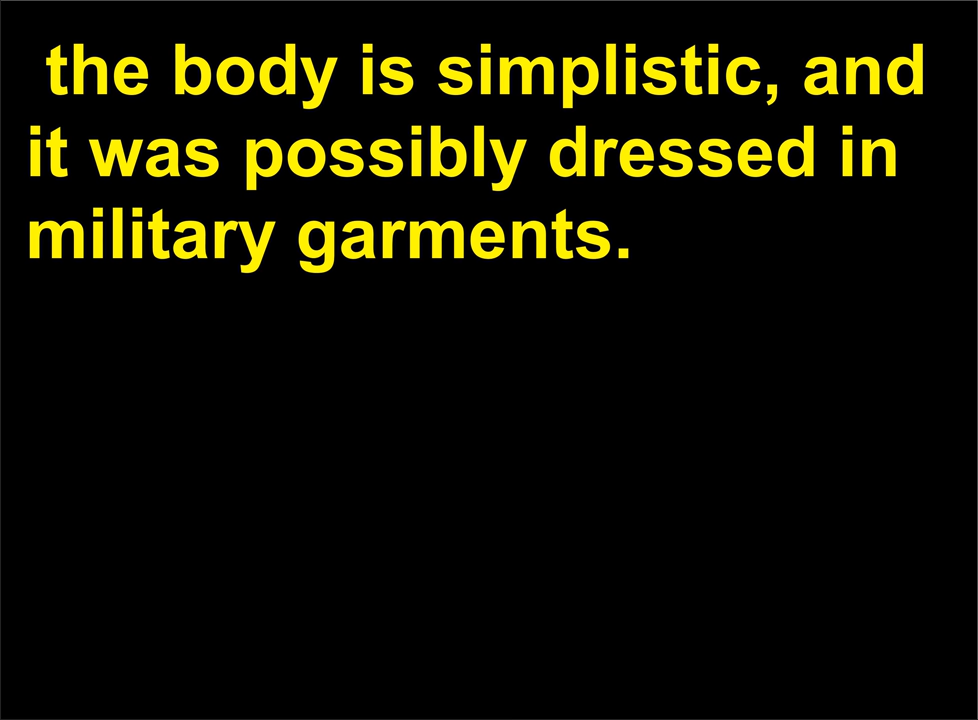 the body is simplistic, and
it was possibly dressed in
military garments.